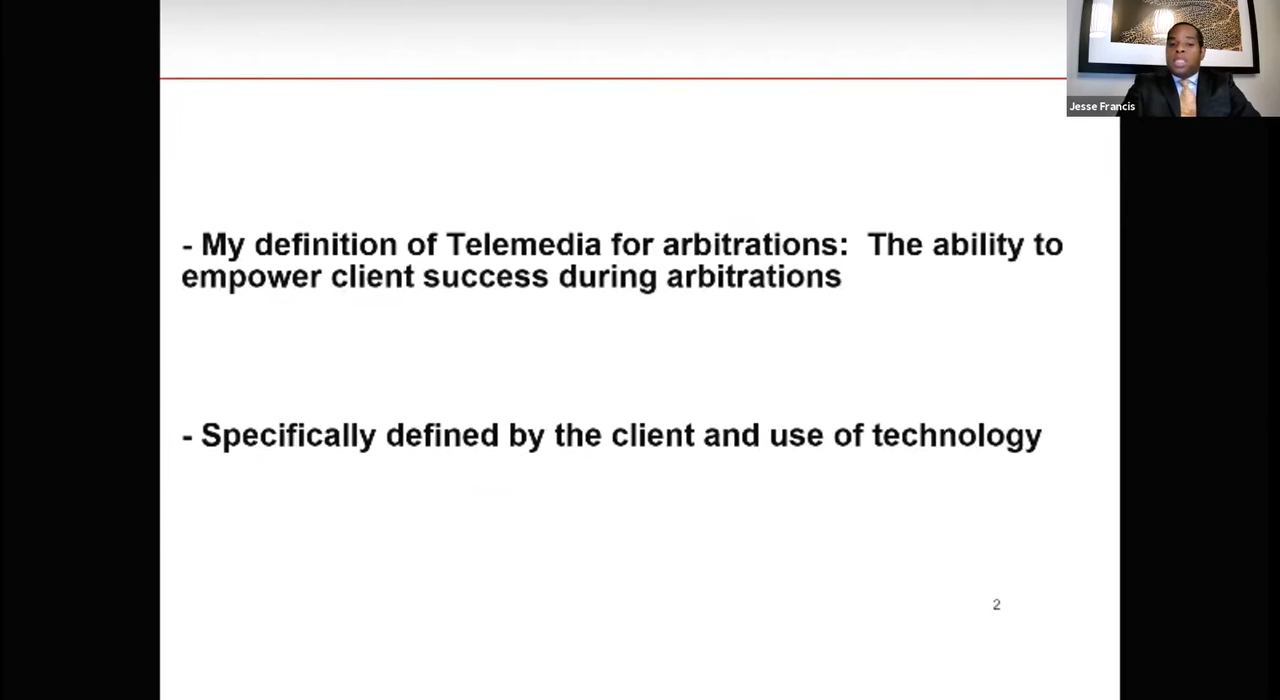 Jesse Francis
- My definition of Telemedia for arbitrations:  The ability to
empower client success during arbitrations
- Specifically defined by the client and use of technology
2